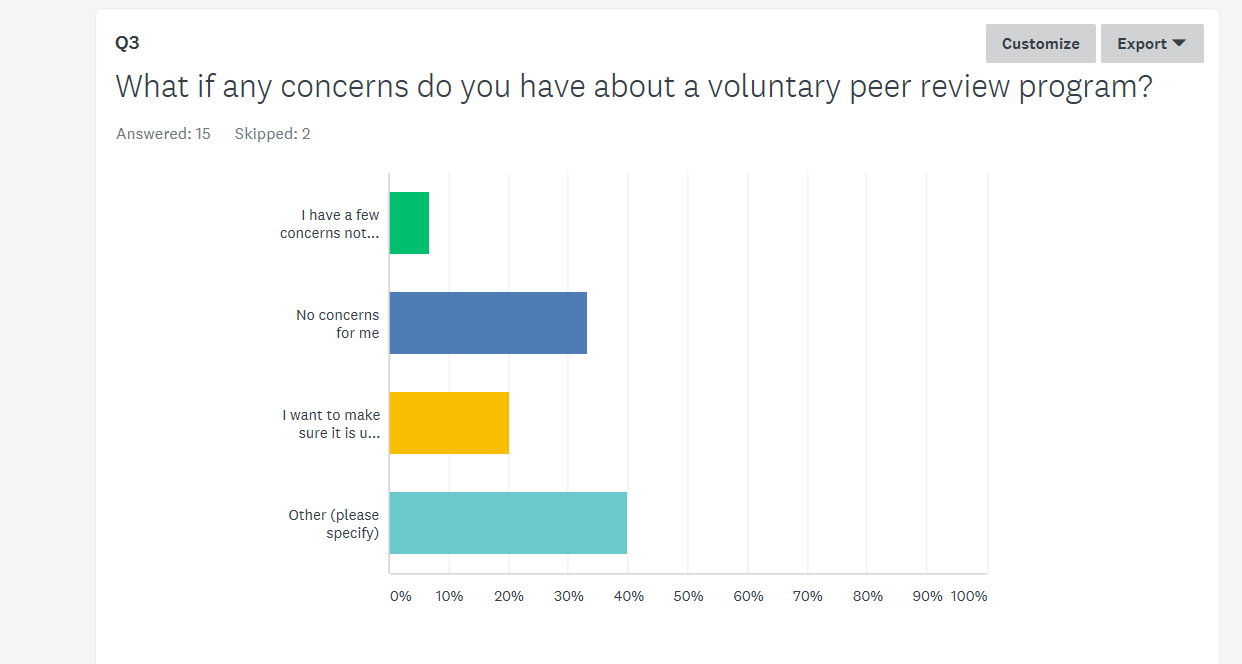 Q3
Customize
Export
What if any concerns do you have about a voluntary peer review program?
Answered: 15 Skipped: 2
I have a few
concerns not...
No concerns
for me
I want to make
sure it is u...
Other (please
specify)
0% 10% 20% 30% 40% 50% 60% 70% 80% 90% 100%